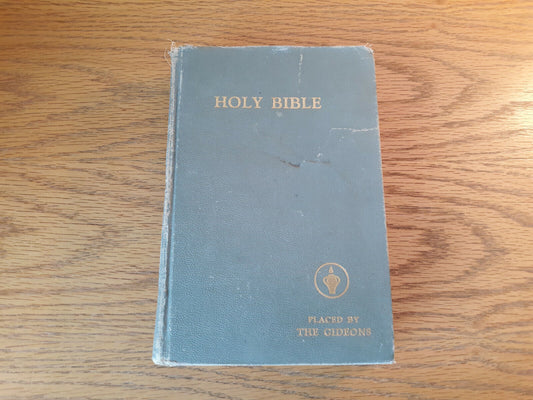 HOLY BIBLE
PLACED BY
THE GIDEONS